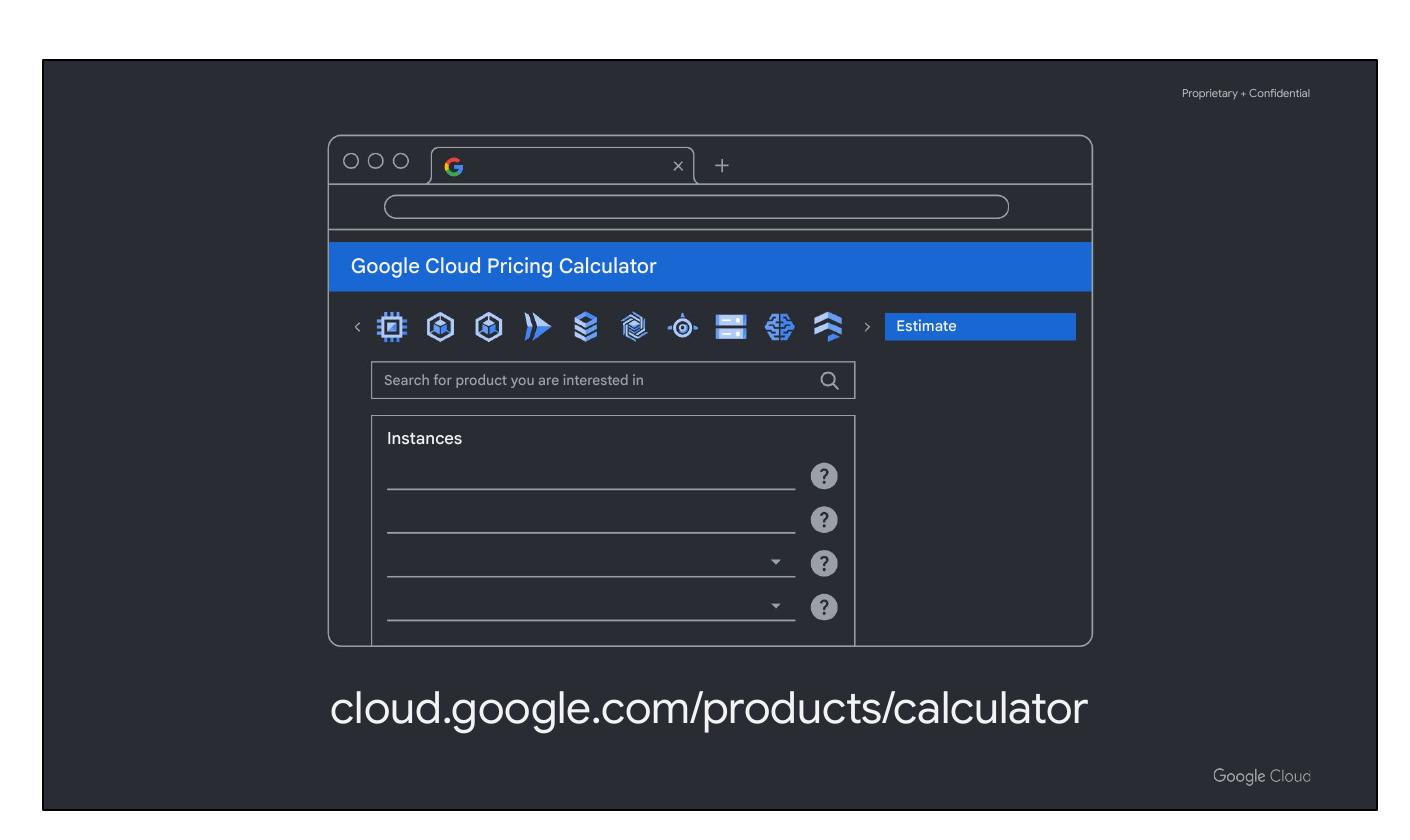 Proprietary + Confidential
Google Cloud Pricing Calculator
Estimate
Search for product you are interested in
Instances
?
?
?
?
cloud.google.com/products/calculator
Google Cloud